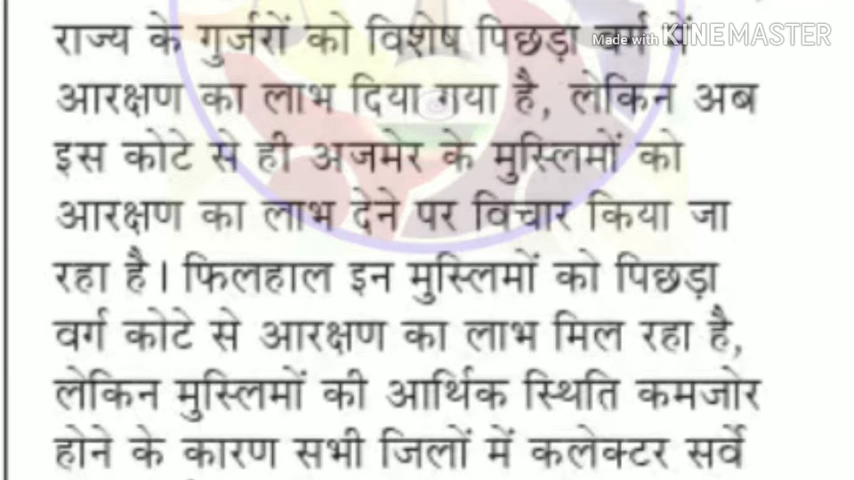 राज्य के गुर्जरों को विशेष पिछड़ा वर्ग में
Made with KINEMASTER
आरक्षण का लाभ दिया गया है, लेकिन अब
इस कोटे से ही अजमेर के मुस्लिमों को
आरक्षण का लाभ देने पर विचार किया जा
रहा है। फिलहाल इन मुस्लिमों को पिछड़ा
वर्ग कोटे से आरक्षण का लाभ मिल रहा है,
लेकिन मुस्लिमों की आर्थिक स्थिति कमजोर
होने के कारण सभी जिलों में कलेक्टर सर्वे